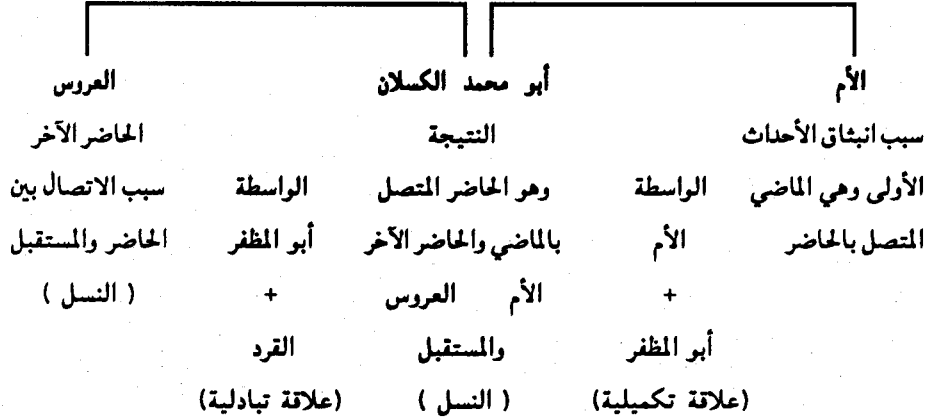 الأم أبو محمد الكسلان العروس
سبب انبثاق الأحداث النتيجة الحاضر الآخر
الأولى وهي الماضي الواسطة وهو الحاضر المتصل الواسطة سبب الاتصال بين
المتصل بالحاضر الأم بالماضي والحاضر الآخر أبو المظفر الحاضر والمستقبل
+ الأم العروس + ( النسل )
أبو المظفر والمستقبل القرد
(علاقة تكميلية) ( النسل ) (علاقة تبادلية)